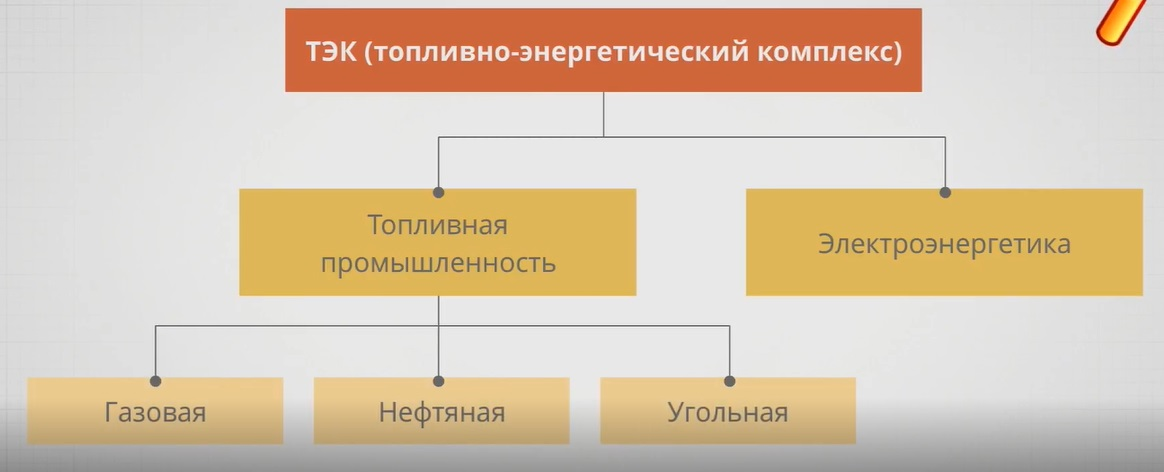 ТЭК (топливно-энергетический комплекс)
Топливная
промышленность
Электроэнергетика
Газовая
Нефтяная
Угольная